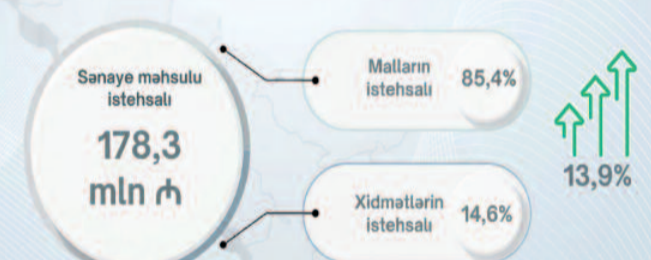 Sənaye məhsulu
istehsalı
178,3
mln ₼
Malların
istehsalı
85,4%
Xidmətlərin
istehsalı
14,6%
13,9%